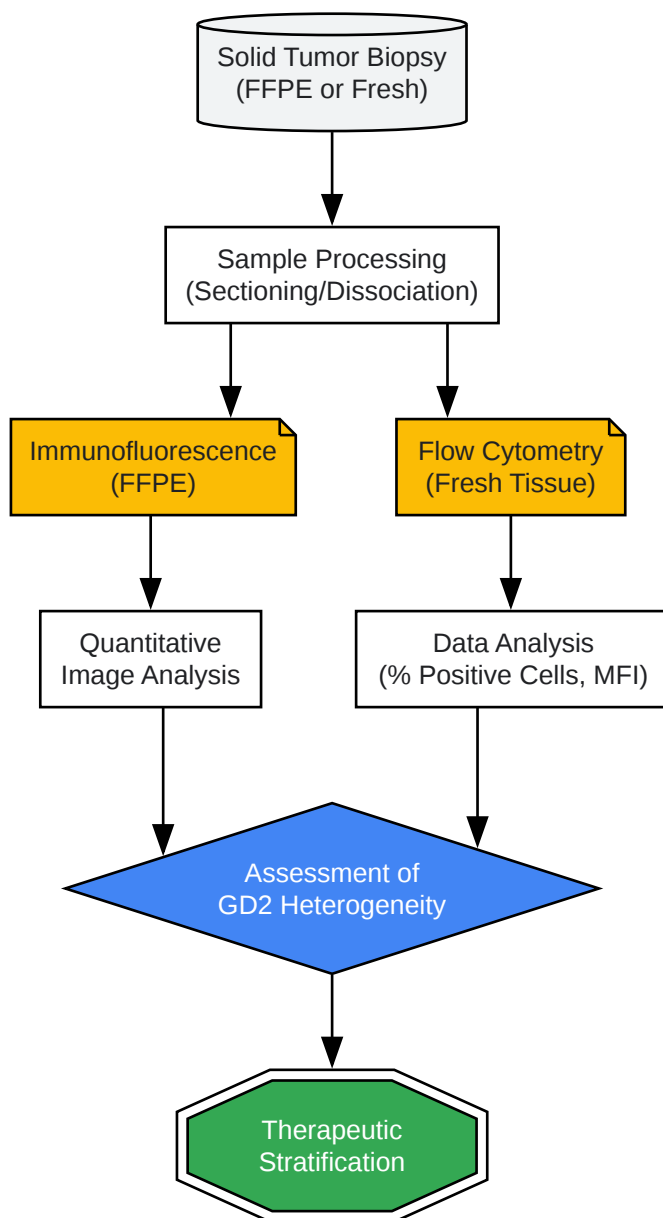 Solid Tumor Biopsy
(FFPE or Fresh)
Sample Processing
(Sectioning/Dissociation)
Immunofluorescence
(FFPE)
Flow Cytometry
(Fresh Tissue)
Quantitative
Image Analysis
Data Analysis
(% Positive Cells, MFI)
Assessment of
GD2 Heterogeneity
Therapeutic
Stratification